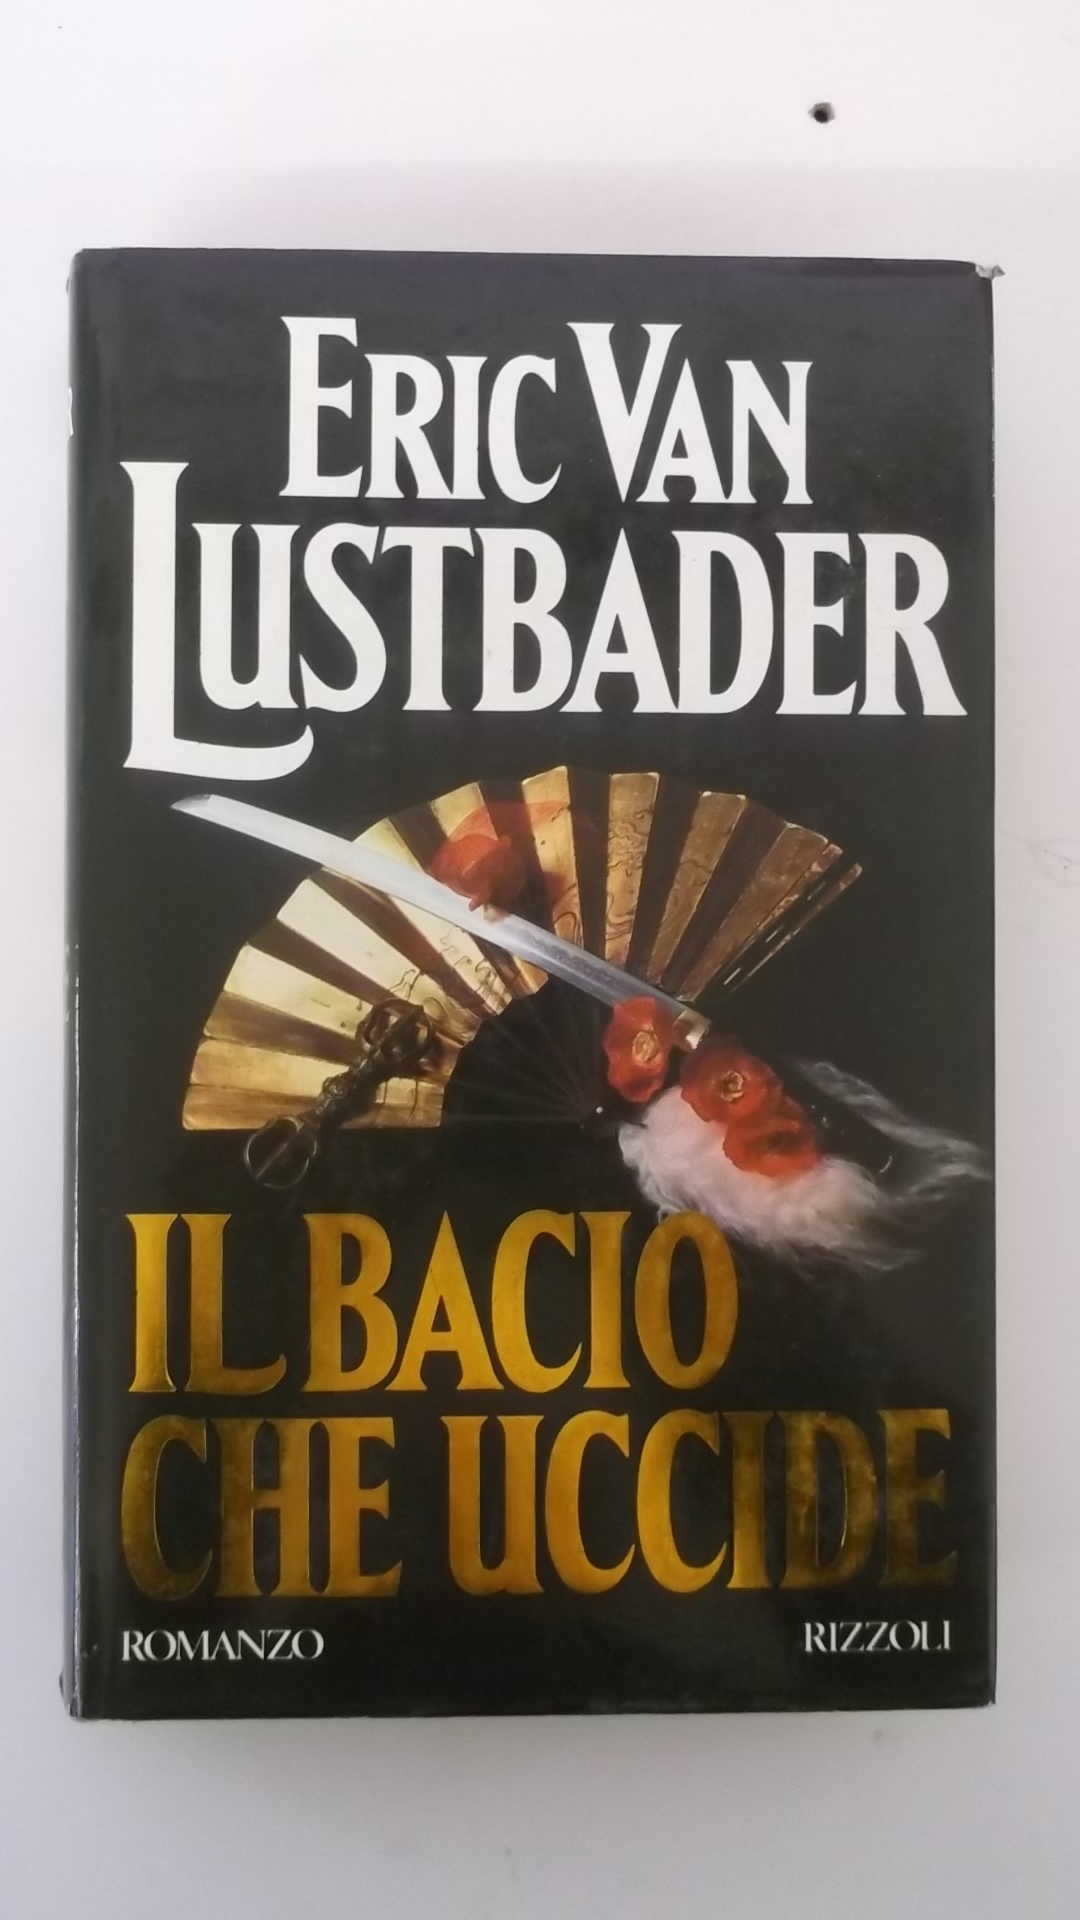 ERIC VAN
LUSTBADER
IL BACIO
CHE UCCIDE
ROMANZO
RIZZOLI